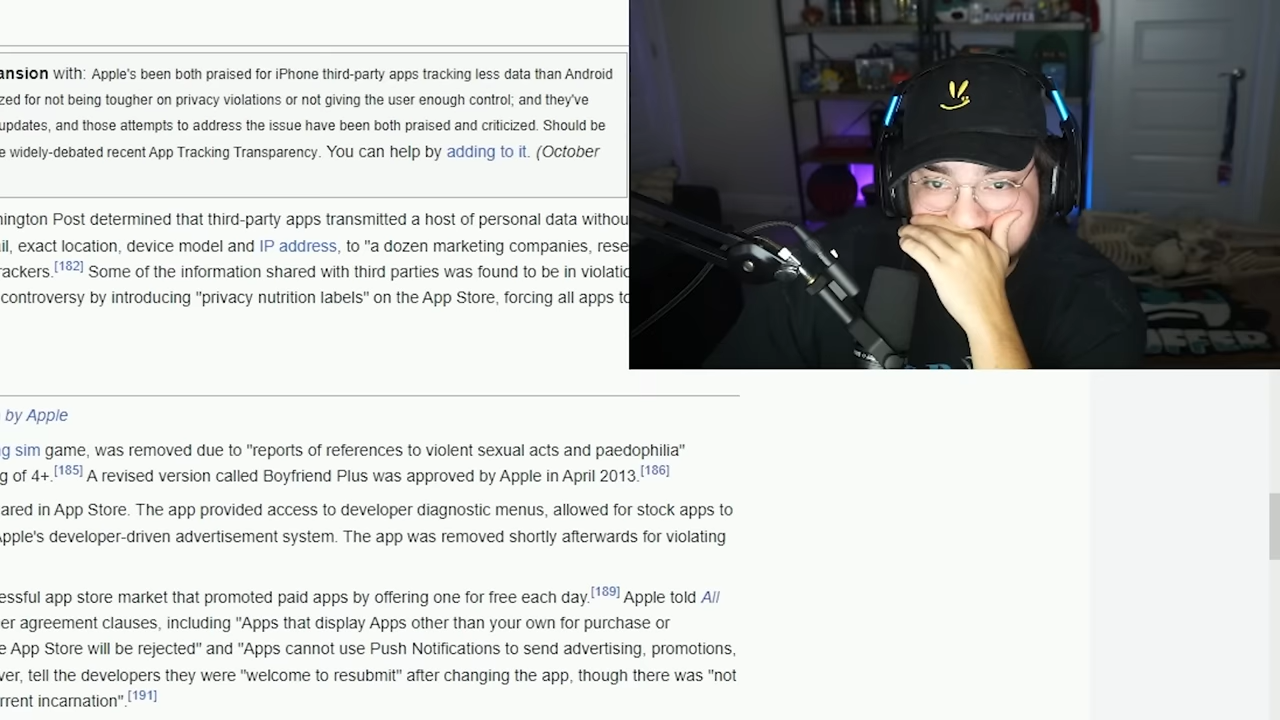 ansion with: Apple's been both praised for iPhone third-party apps tracking less data than Android
zed for not being tougher on privacy violations or not giving the user enough control; and they've
updates, and those attempts to address the issue have been both praised and criticized. Should be
e widely-debated recent App Tracking Transparency. You can help by adding to it. (October
hington Post determined that third-party apps transmitted a host of personal data withou
il, exact location, device model and IP address, to "a dozen marketing companies, rese
rackers.[182] Some of the information shared with third parties was found to be in violatio
controversy by introducing "privacy nutrition labels" on the App Store, forcing all apps to
by Apple
ng sim game, was removed due to "reports of references to violent sexual acts and paedophilia"
g of 4+.[185] A revised version called Boyfriend Plus was approved by Apple in April 2013.[186]
ared in App Store. The app provided access to developer diagnostic menus, allowed for stock apps to
Apple's developer-driven advertisement system. The app was removed shortly afterwards for violating
essful app store market that promoted paid apps by offering one for free each day.[189] Apple told All
er agreement clauses, including "Apps that display Apps other than your own for purchase or
e App Store will be rejected" and "Apps cannot use Push Notifications to send advertising, promotions,
ver, tell the developers they were "welcome to resubmit" after changing the app, though there was "not
rrent incarnation".[191]